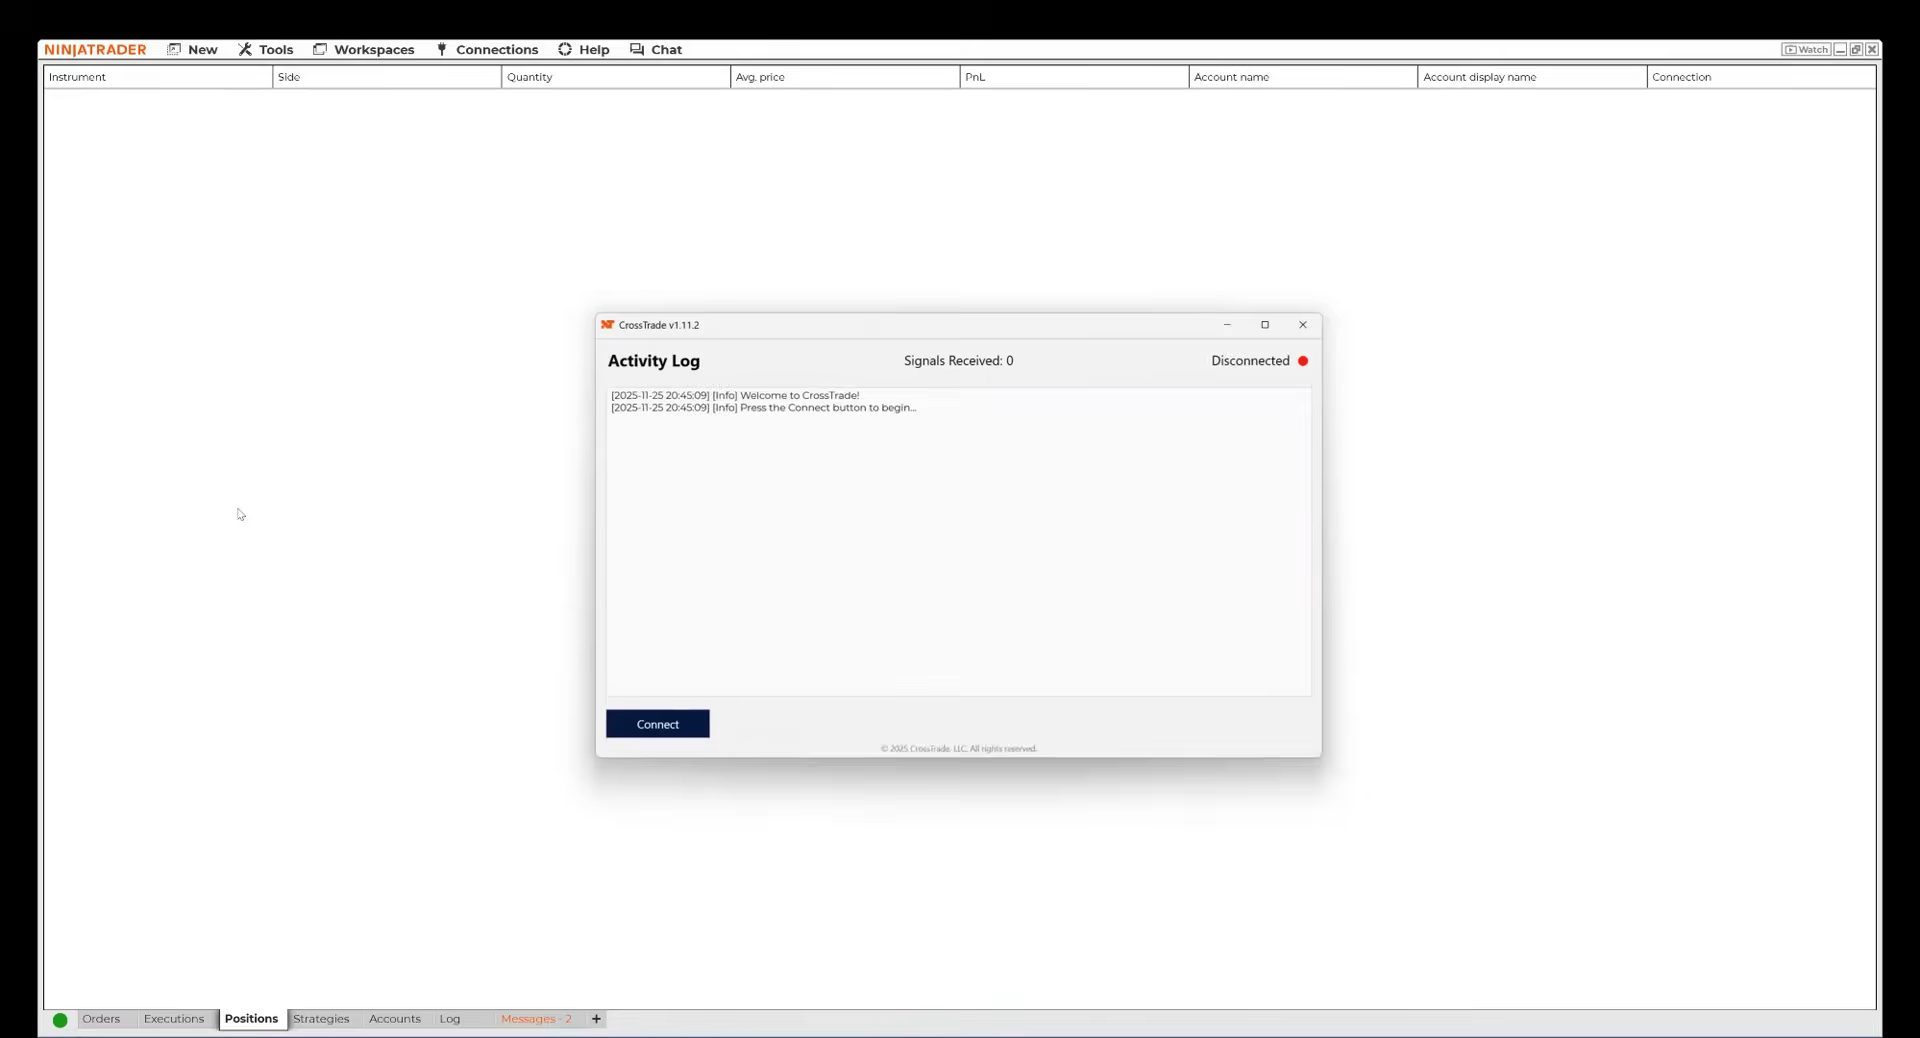 NINJATRADER New Tools Workspaces Connections Help Chat Watch
Instrument Side Quantity Avg. price PnL Account name Account display name Connection
CrossTrade v1.11.2
Activity Log Signals Received: 0 Disconnected
[2025-11-25 20:45:09] [Info] Welcome to CrossTrade!
[2025-11-25 20:45:09] [Info] Press the Connect button to begin...
Connect
© 2025 CrossTrade, LLC. All rights reserved.
Orders Executions Positions Strategies Accounts Log Messages - 2 +